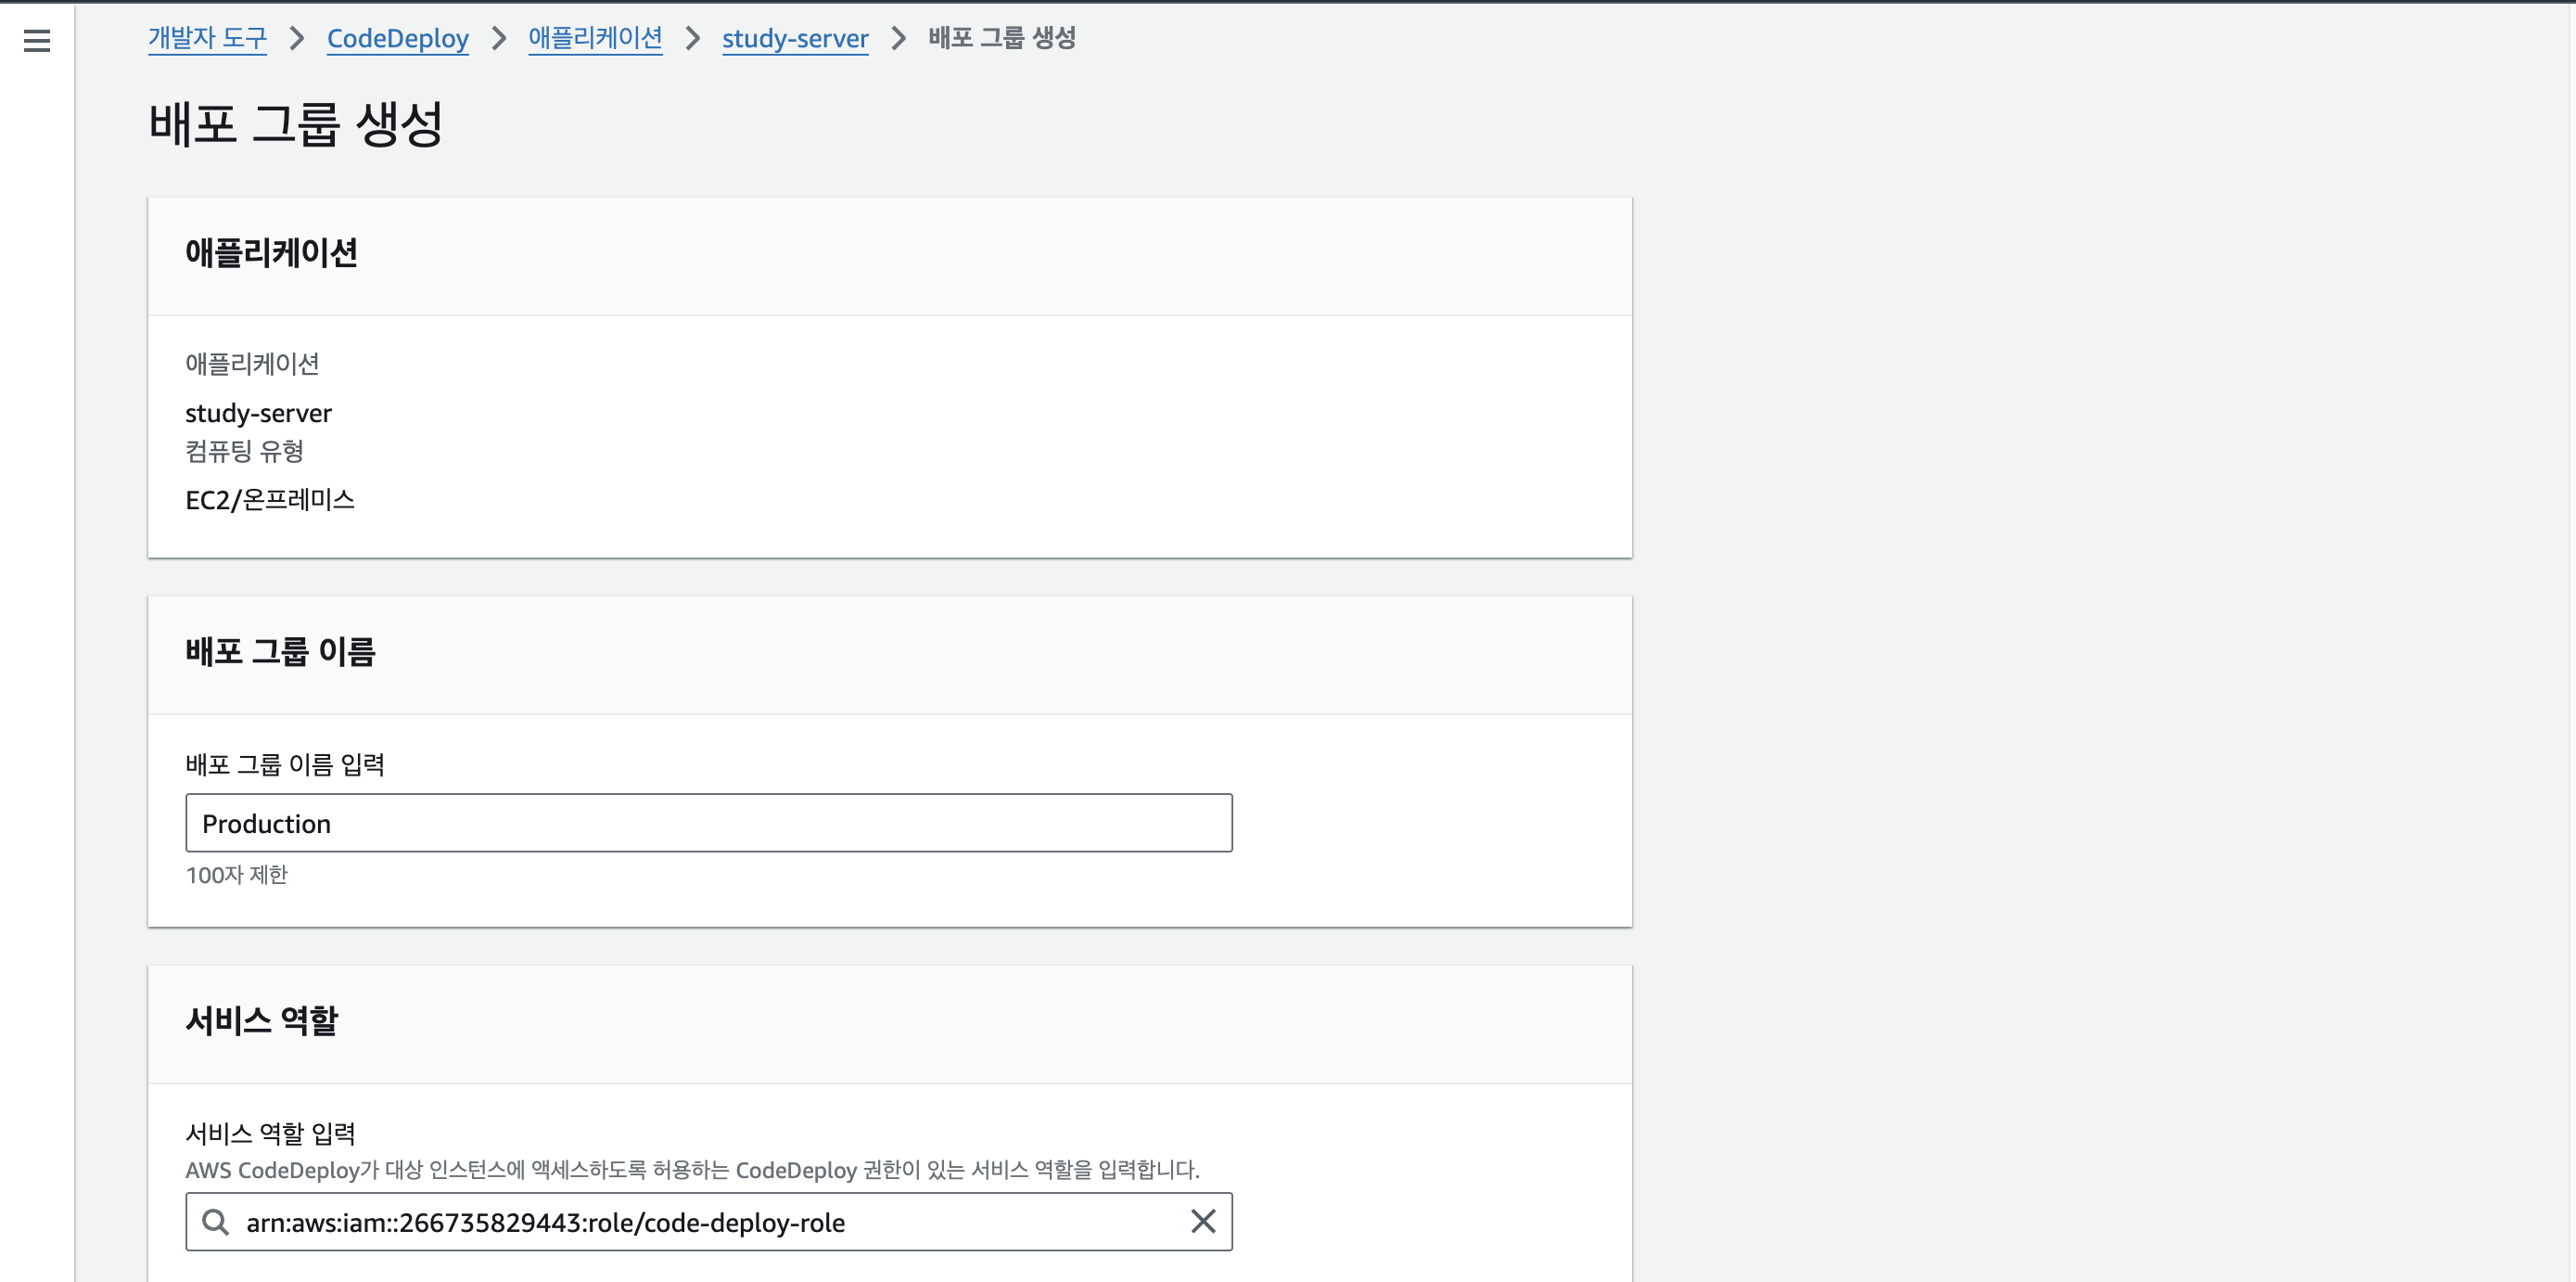 개발자 도구 > CodeDeploy > 애플리케이션 > study-server > 배포 그룹 생성
배포 그룹 생성
애플리케이션
애플리케이션
study-server
컴퓨팅 유형
EC2/온프레미스
배포 그룹 이름
배포 그룹 이름 입력
Production
100자 제한
서비스 역할
서비스 역할 입력
AWS CodeDeploy가 대상 인스턴스에 액세스하도록 허용하는 CodeDeploy 권한이 있는 서비스 역할을 입력합니다.
arn:aws:iam::266735829443:role/code-deploy-role